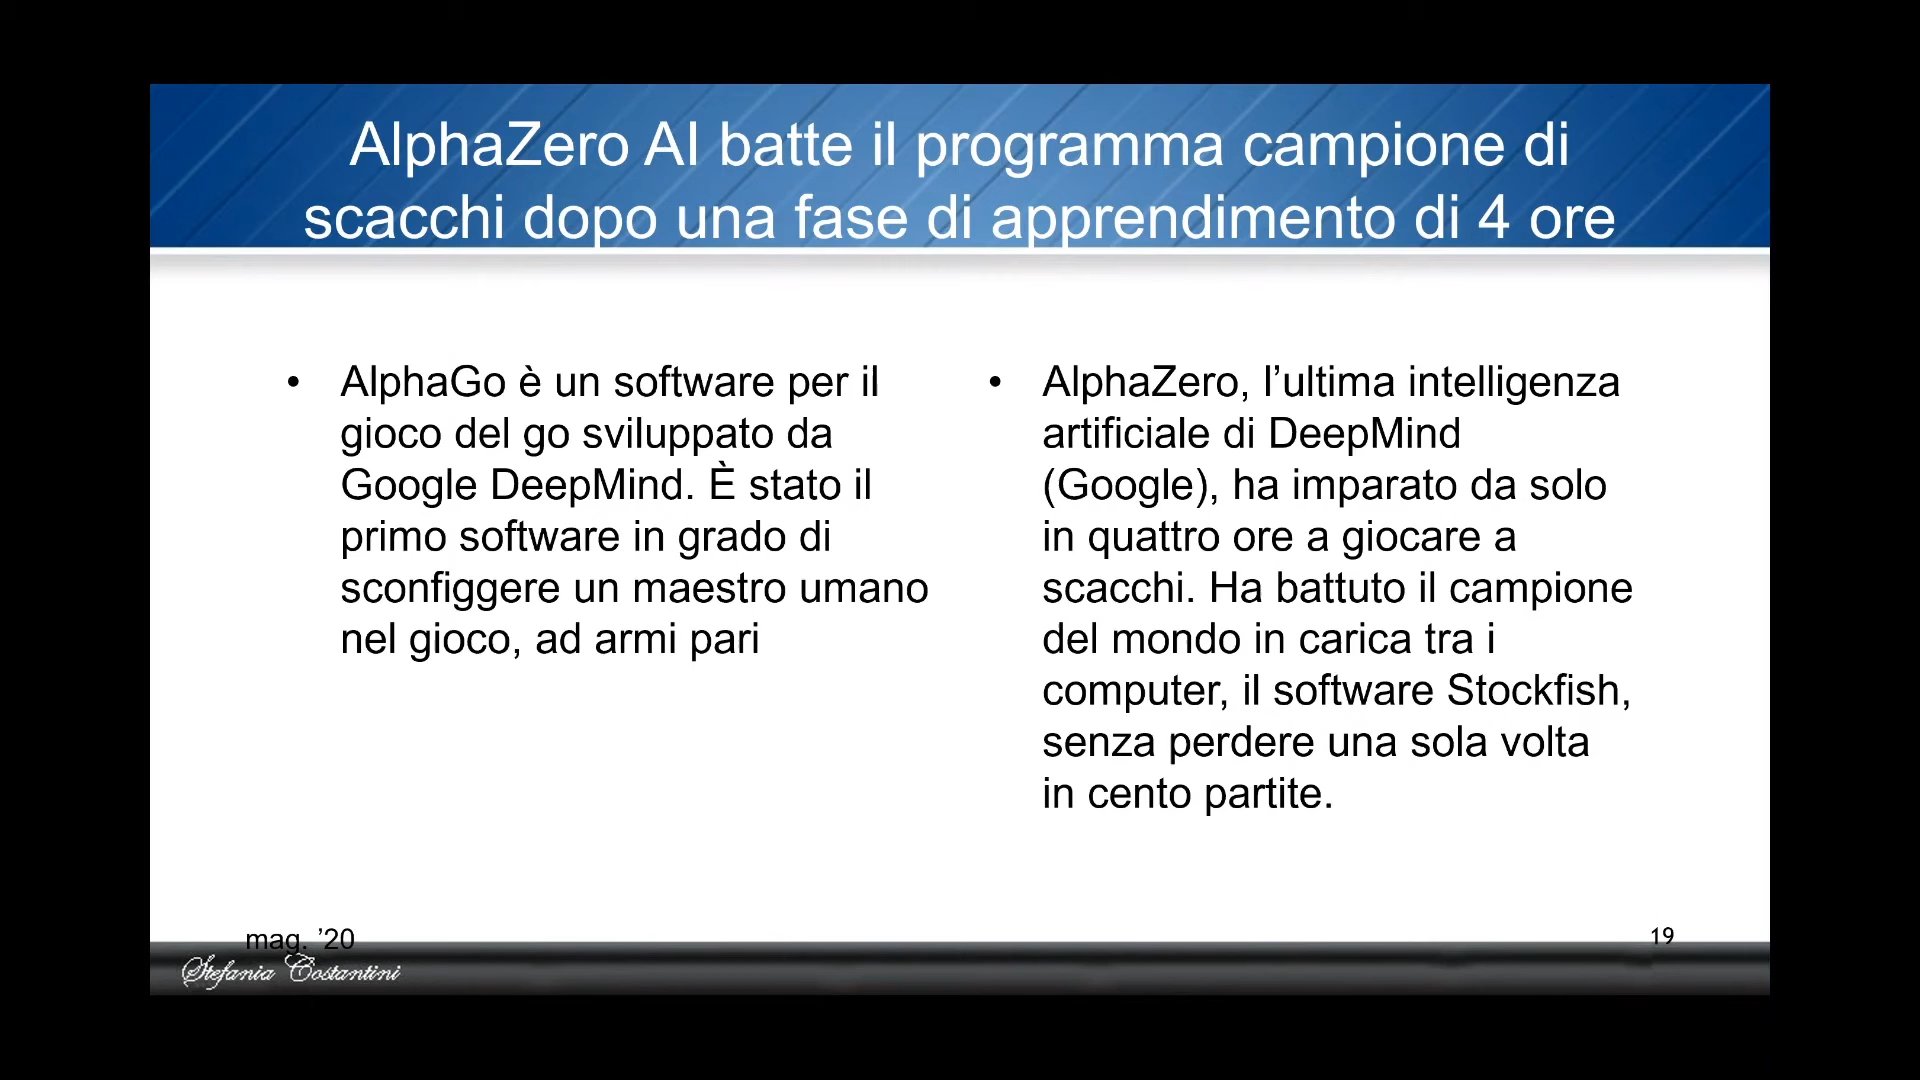 AlphaZero AI batte il programma campione di
scacchi dopo una fase di apprendimento di 4 ore
• AlphaGo è un software per il
gioco del go sviluppato da
Google DeepMind. È stato il
primo software in grado di
sconfiggere un maestro umano
nel gioco, ad armi pari
• AlphaZero, l’ultima intelligenza
artificiale di DeepMind
(Google), ha imparato da solo
in quattro ore a giocare a
scacchi. Ha battuto il campione
del mondo in carica tra i
computer, il software Stockfish,
senza perdere una sola volta
in cento partite.
mag. ’20
19
Stefania Costantini